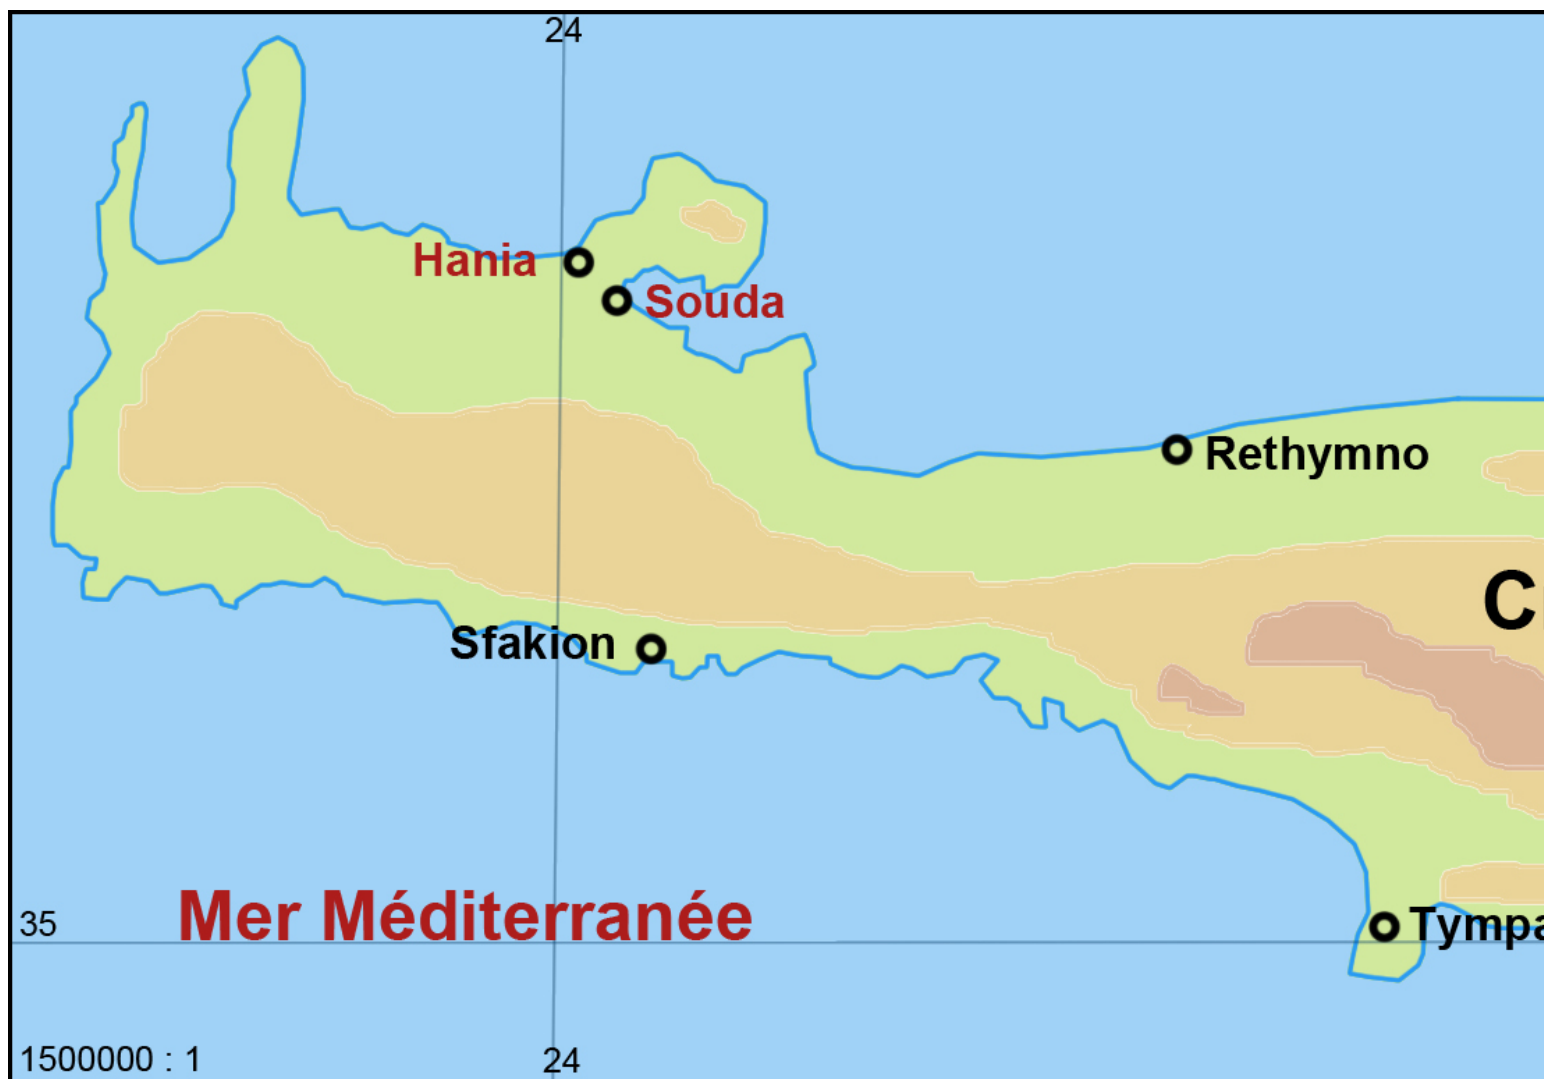 24
Hania
Souda
Rethymno
Sfakion
Mer Méditerranée
35
1500000 : 1
24